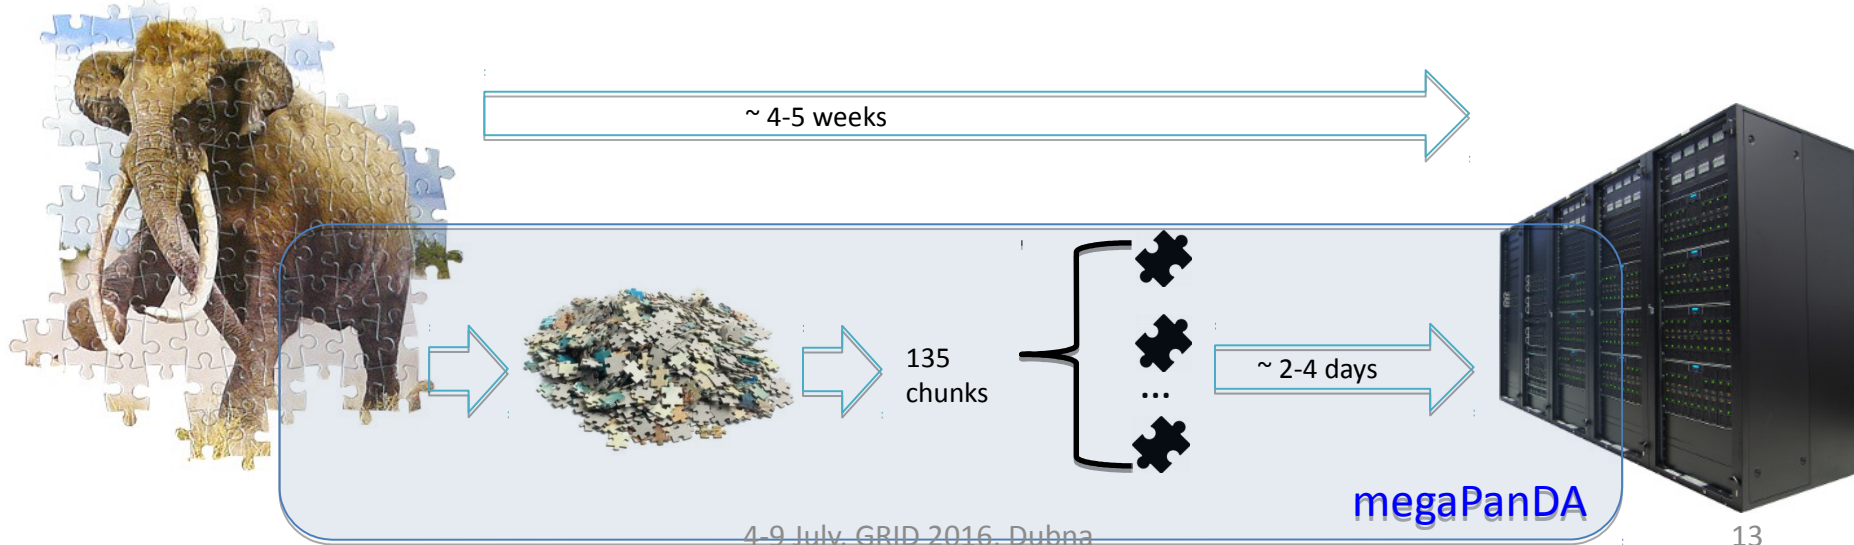 ~ 4-5 weeks
135
chunks
...
~ 2-4 days
megaPanDA
4-9 July, GRID 2016, Dubna
13